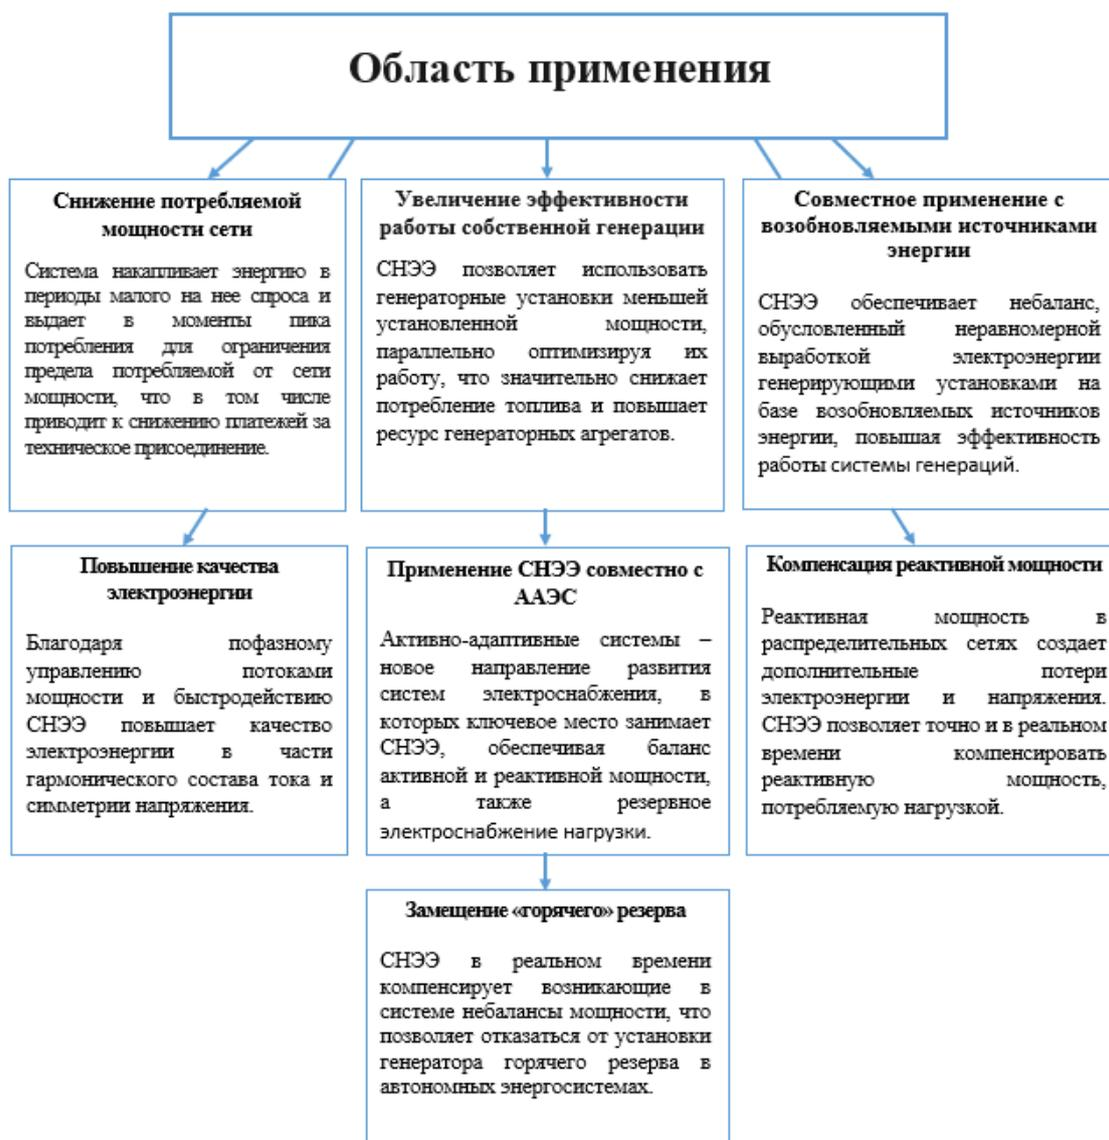 Область применения
Снижение потребляемой
мощности сети
Система накапливает энергию в
периоды малого на нее спроса и
выдает в моменты пика
потребления для ограничения
предела потребляемой от сети
мощности, что в том числе
приводит к снижению платежей за
техническое присоединение.
Увеличение эффективности
работы собственной генерации
СНЭЭ позволяет использовать
генераторные установки меньшей
установленной мощности,
параллельно оптимизируя их
работу, что значительно снижает
потребление топлива и повышает
ресурс генераторных агрегатов.
Совместное применение с
возобновляемыми источниками
энергии
СНЭЭ обеспечивает небаланс,
обусловленный неравномерной
выработкой электроэнергии
генерирующими установками на
базе возобновляемых источников
энергии, повышая эффективность
работы системы генераций.
Повышение качества
электроэнергии
Благодаря пофазному
управлению потоками
мощности и быстродействию
СНЭЭ повышает качество
электроэнергии в части
гармонического состава тока и
симметрии напряжения.
Применение СНЭЭ совместно с
ААЭС
Активно-адаптивные системы –
новое направление развития
систем электроснабжения, в
которых ключевое место занимает
СНЭЭ, обеспечивая баланс
активной и реактивной мощности,
а также резервное
электроснабжение нагрузки.
Компенсация реактивной мощности
Реактивная мощность в
распределительных сетях создает
дополнительные потери
электроэнергии и напряжения.
СНЭЭ позволяет точно и в реальном
времени компенсировать
реактивную мощность,
потребляемую нагрузкой.
Замещение «горячего» резерва
СНЭЭ в реальном времени
компенсирует возникающие в
системе небалансы мощности, что
позволяет отказаться от установки
генератора горячего резерва в
автономных энергосистемах.